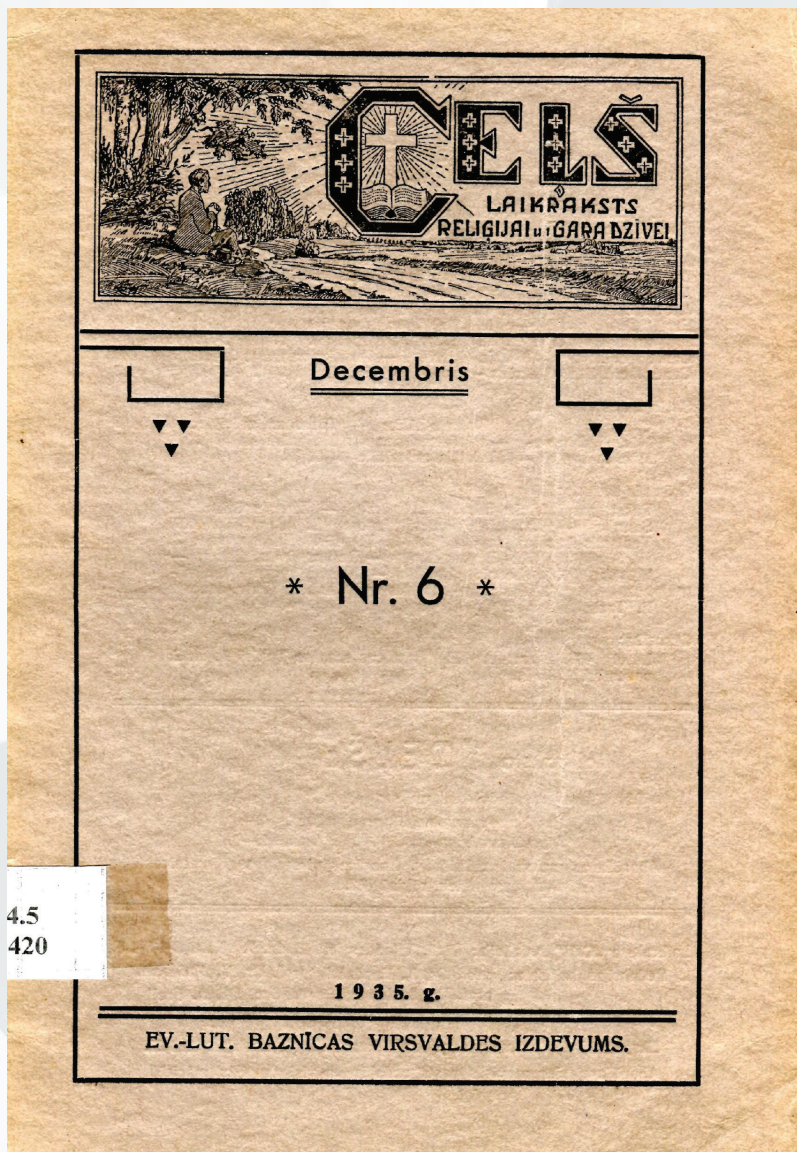 CEĻŠ
LAIKRAKSTS
RELIGIJAI un GARA DZĪVEI
Decembris
* Nr. 6 *
4.5
420
1935. g.
EV.-LUT. BAZNĪCAS VIRSVALDES IZDEVUMS.